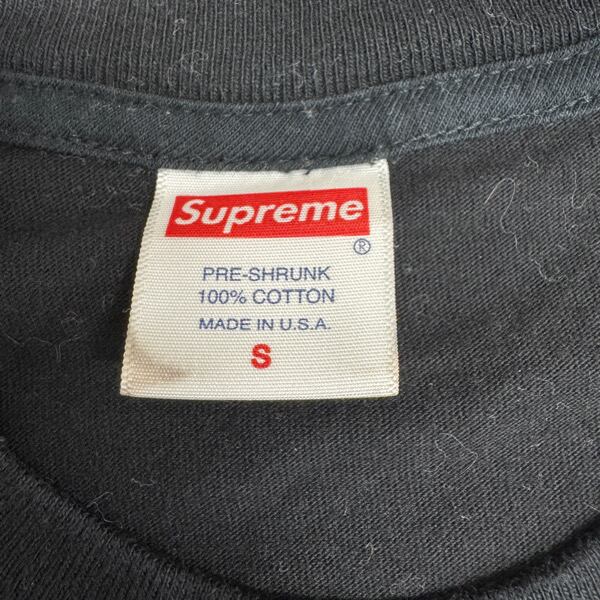 Supreme
®
PRE-SHRUNK
100% COTTON
MADE IN U.S.A.
S